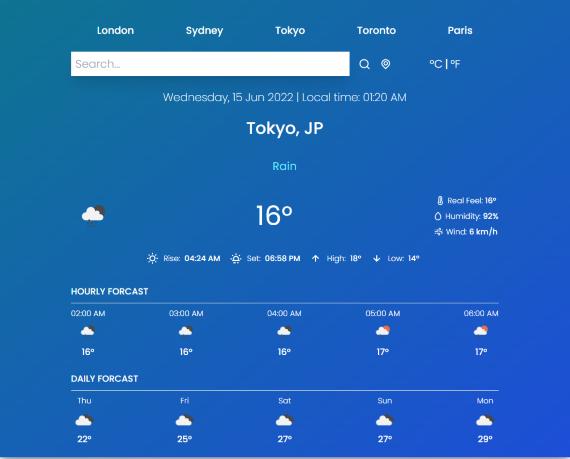 London Sydney Tokyo Toronto Paris
Search... °C | °F
Wednesday, 15 Jun 2022 | Local time: 01:20 AM
Tokyo, JP
Rain
16°
Real Feel: 16°
Humidity: 92%
Wind: 6 km/h
Rise: 04:24 AM Set: 06:58 PM High: 18° Low: 14°
HOURLY FORCAST
02:00 AM 03:00 AM 04:00 AM 05:00 AM 06:00 AM
16° 16° 16° 17° 17°
DAILY FORCAST
Thu Fri Sat Sun Mon
22° 25° 27° 27° 29°